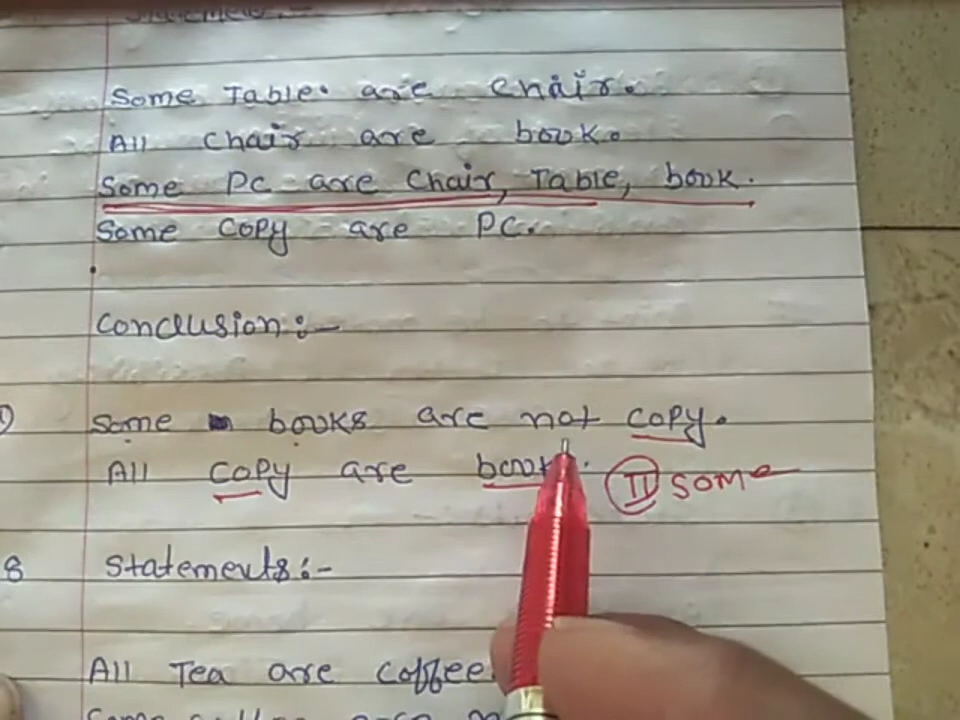 Some Table. are chair.
All chair are book.
Some PC are Chair, Table, book.
Some Copy are PC.
Conclusion:-
Some books are not copy.
All copy are book. II Some
8 Statements:-
All Tea are coffee.